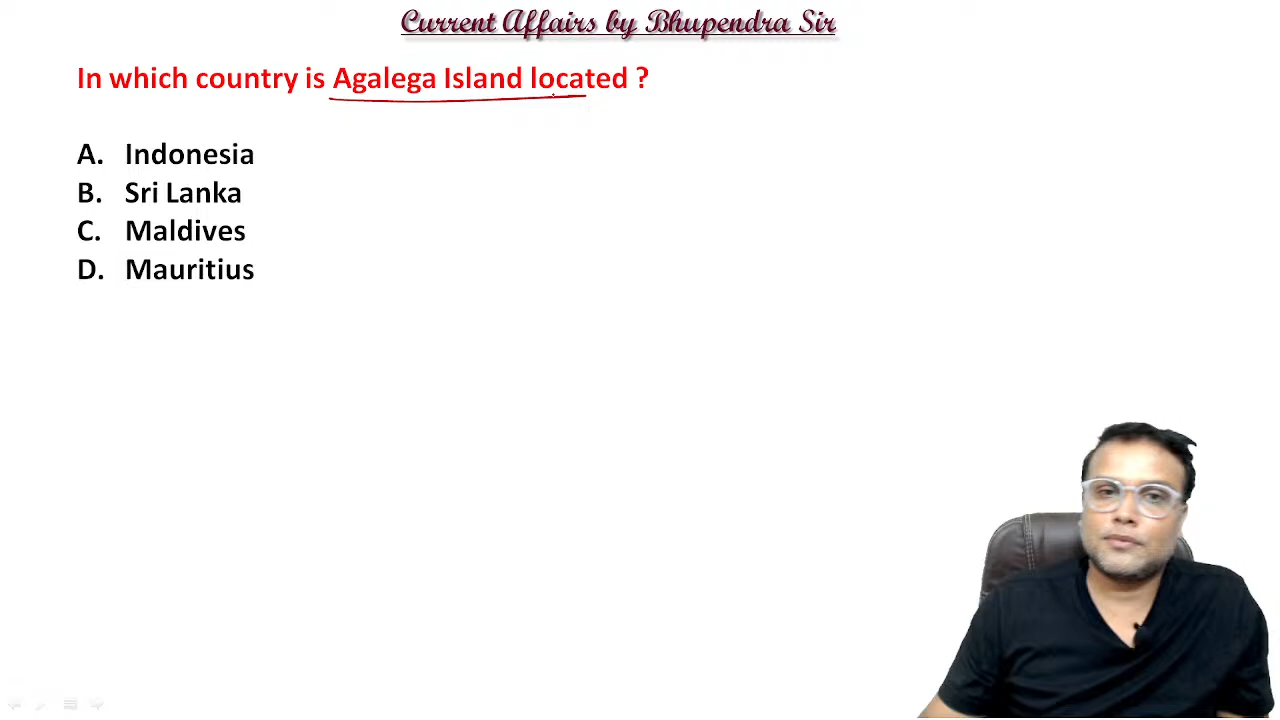 Current Affairs by Bhupendra Sir
In which country is Agalega Island located ?
A. Indonesia
B. Sri Lanka
C. Maldives
D. Mauritius